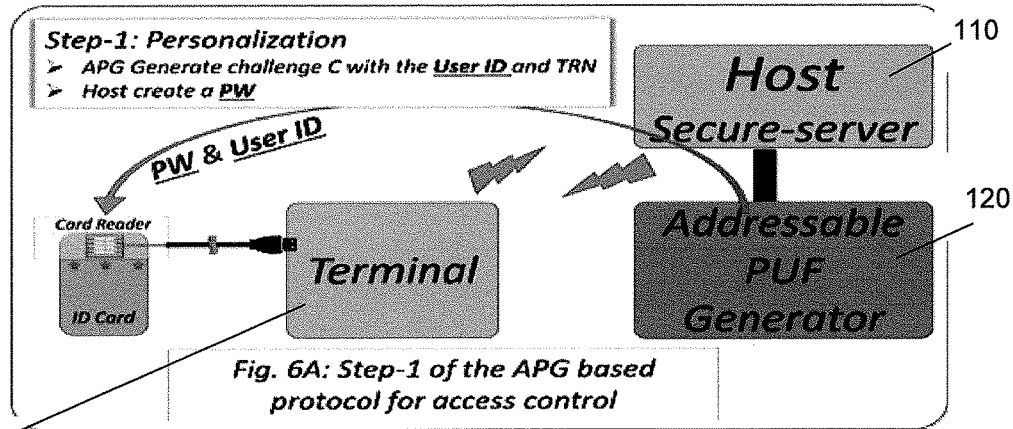 Step-1: Personalization
➢ APG Generate challenge C with the User ID and TRN
➢ Host create a PW
PW & User ID
Host
Secure-server
110
Card Reader
ID Card
Terminal
Addressable
PUF
Generator
120
Fig. 6A: Step-1 of the APG based
protocol for access control